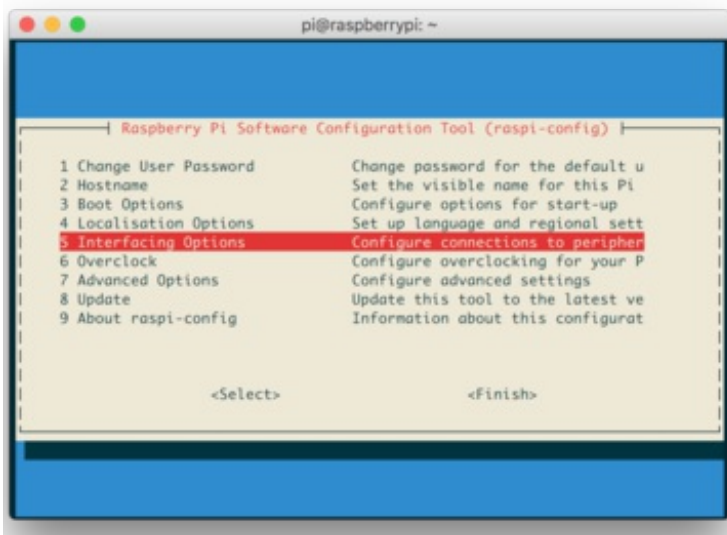 pi@raspberrypi: ~
Raspberry Pi Software Configuration Tool (raspi-config)
1 Change User Password Change password for the default u
2 Hostname Set the visible name for this Pi
3 Boot Options Configure options for start-up
4 Localisation Options Set up language and regional sett
5 Interfacing Options Configure connections to peripher
6 Overclock Configure overclocking for your P
7 Advanced Options Configure advanced settings
8 Update Update this tool to the latest ve
9 About raspi-config Information about this configurat
<Select> <Finish>